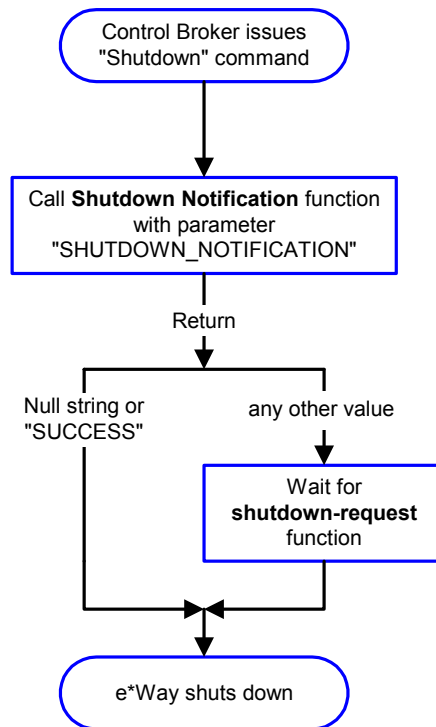 Control Broker issues
"Shutdown" command
Call Shutdown Notification function
with parameter
"SHUTDOWN_NOTIFICATION"
Return
Null string or
"SUCCESS"
any other value
Wait for
shutdown-request
function
e*Way shuts down